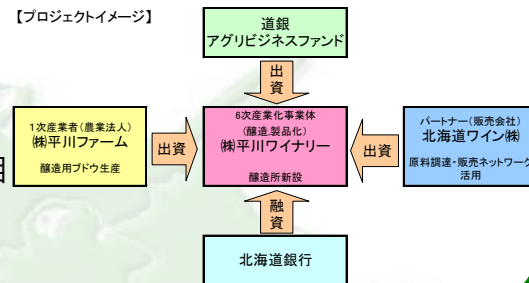 【プロジェクトイメージ】
道銀
アグリビジネスファンド
出
資
1次産業者(農業法人)
㈱平川ファーム
醸造用ブドウ生産
出資
6次産業化事業体
(醸造、製品化)
㈱平川ワイナリー
醸造所新設
出資
パートナー(販売会社)
北海道ワイン㈱
原料調達・販売ネットワーク
活用
融
資
北海道銀行